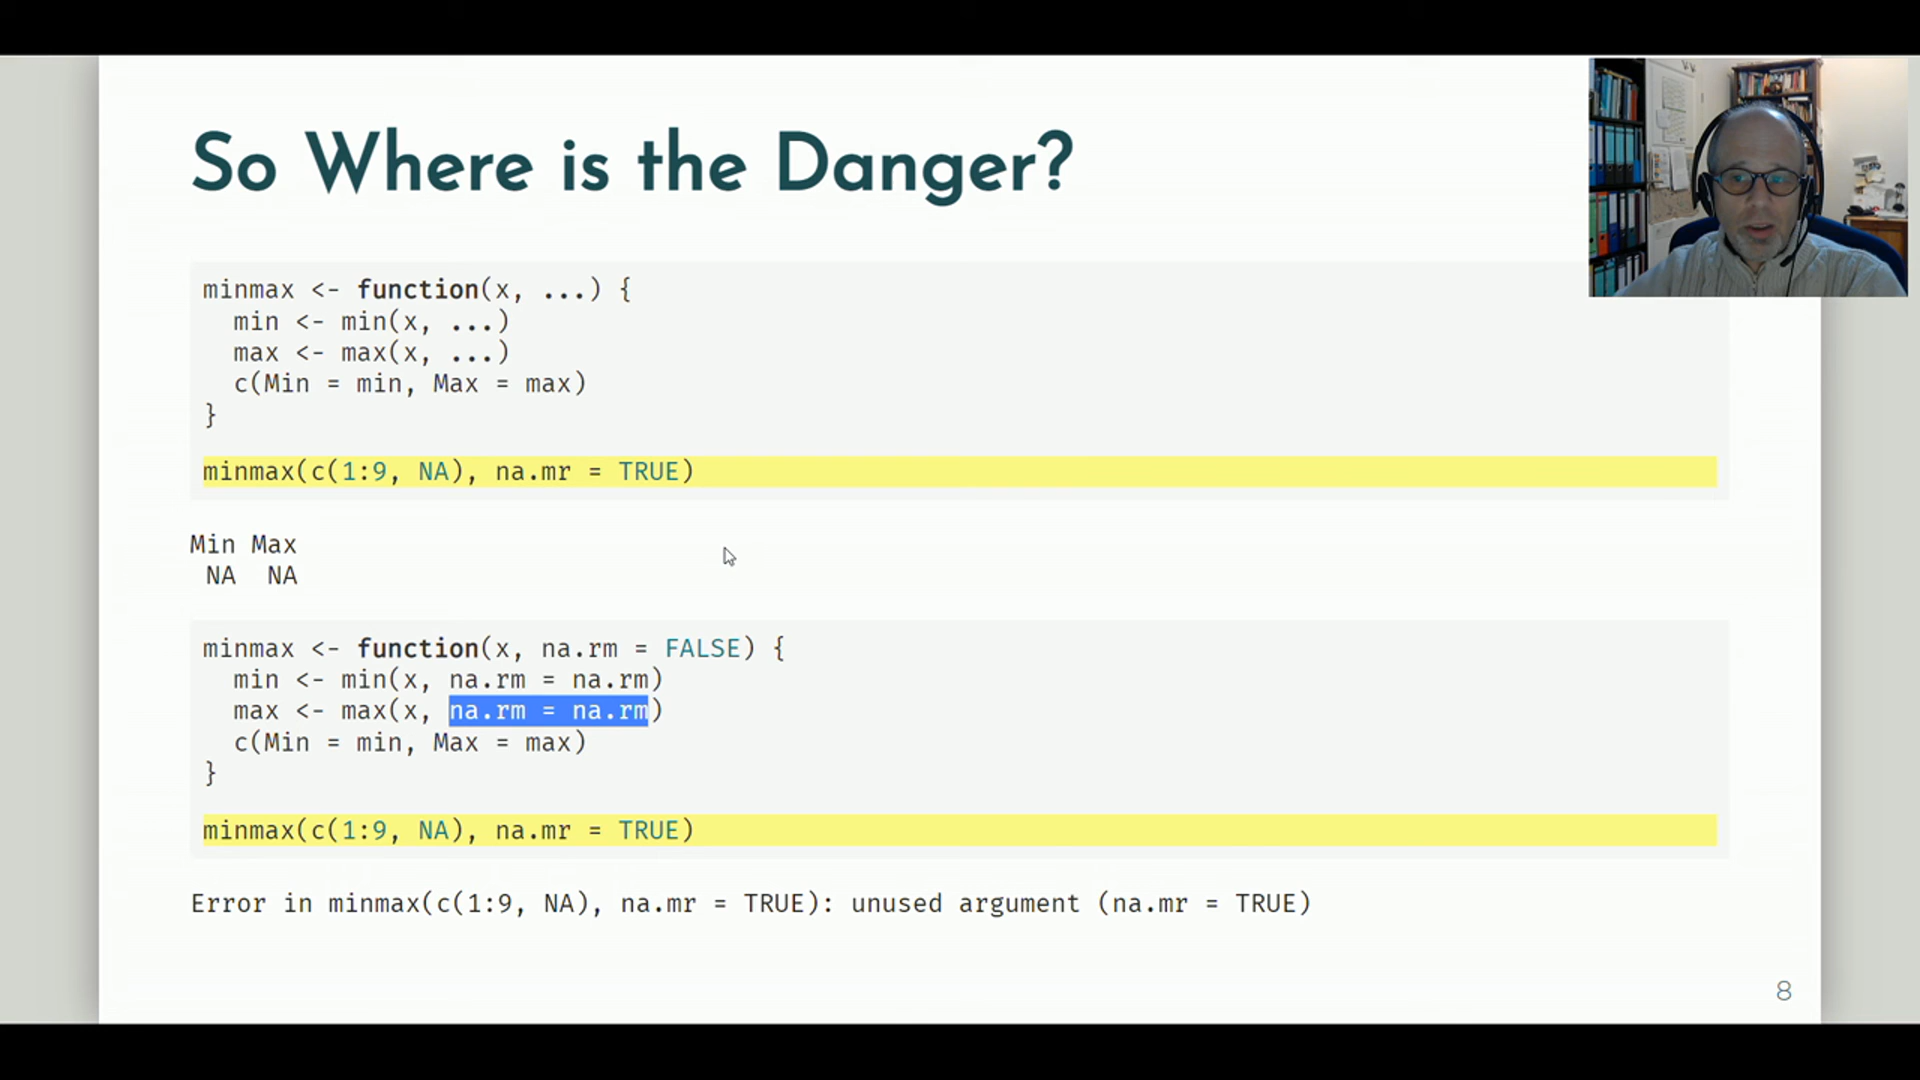 So Where is the Danger?
minmax <- function(x, ...) {
  min <- min(x, ...)
  max <- max(x, ...)
  c(Min = min, Max = max)
}
minmax(c(1:9, NA), na.mr = TRUE)
Min Max
 NA  NA
minmax <- function(x, na.rm = FALSE) {
  min <- min(x, na.rm = na.rm)
  max <- max(x, na.rm = na.rm)
  c(Min = min, Max = max)
}
minmax(c(1:9, NA), na.mr = TRUE)
Error in minmax(c(1:9, NA), na.mr = TRUE): unused argument (na.mr = TRUE)
8